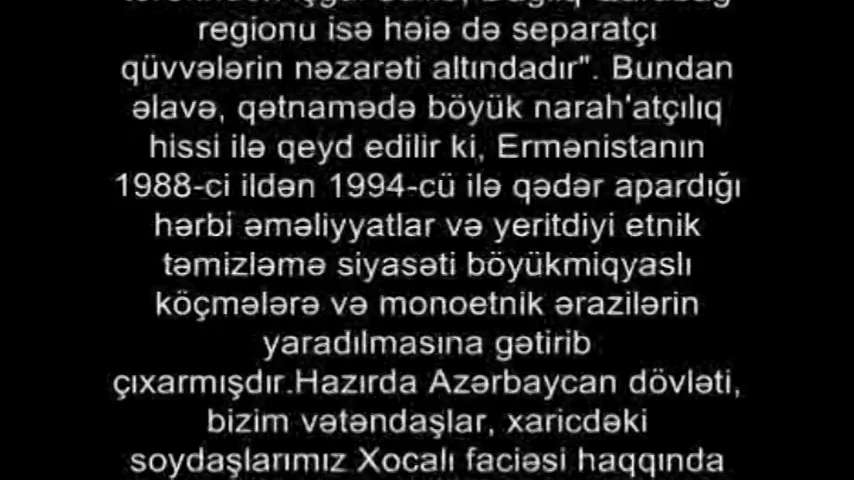 regionu isə həiə də separatçı
qüvvələrin nəzarəti altındadır". Bundan
əlavə, qətnamədə böyük narah'atçılıq
hissi ilə qeyd edilir ki, Ermənistanın
1988-ci ildən 1994-cü ilə qədər apardığı
hərbi əməliyyatlar və yeritdiyi etnik
təmizləmə siyasəti böyükmiqyaslı
köçmələrə və monoetnik ərazilərin
yaradılmasına gətirib
çıxarmışdır.Hazırda Azərbaycan dövləti,
bizim vətəndaşlar, xaricdəki
soydaşlarımız Xocalı faciəsi haqqında